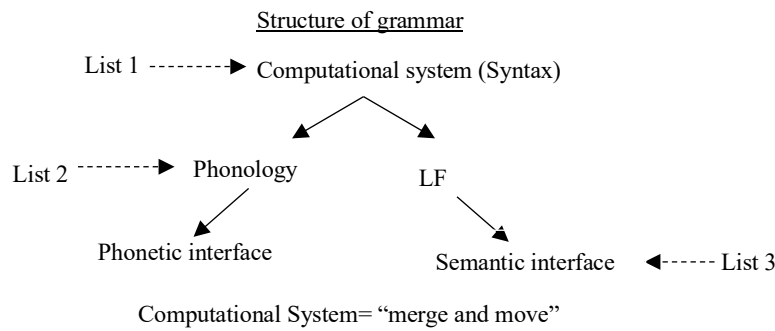 Structure of grammar
List 1
Computational system (Syntax)
List 2
Phonology
LF
Phonetic interface
Semantic interface
List 3
Computational System= “merge and move”